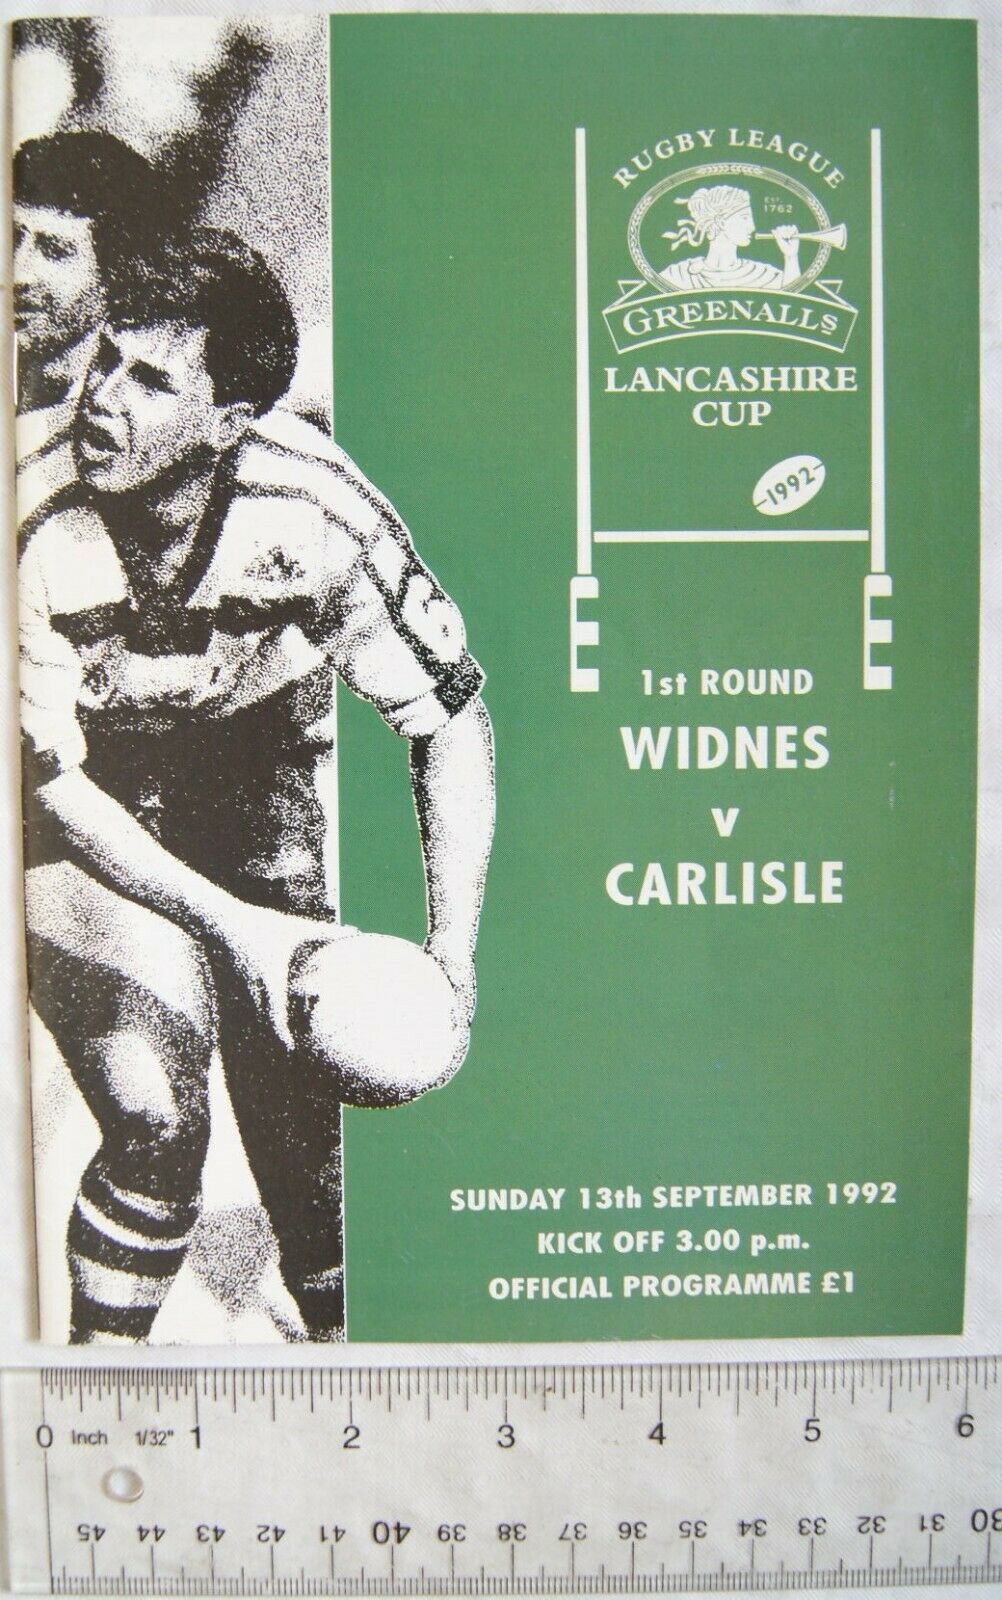 RUGBY LEAGUE
EST.
1762
GREENALLS
LANCASHIRE
CUP
1992
1st ROUND
WIDNES
v
CARLISLE
SUNDAY 13th SEPTEMBER 1992
KICK OFF 3.00 p.m.
OFFICIAL PROGRAMME £1
0 Inch 1/32" 1 2 3 4 5 6
45 44 43 42 41 40 39 38 37 36 35 34 33 32 31 30